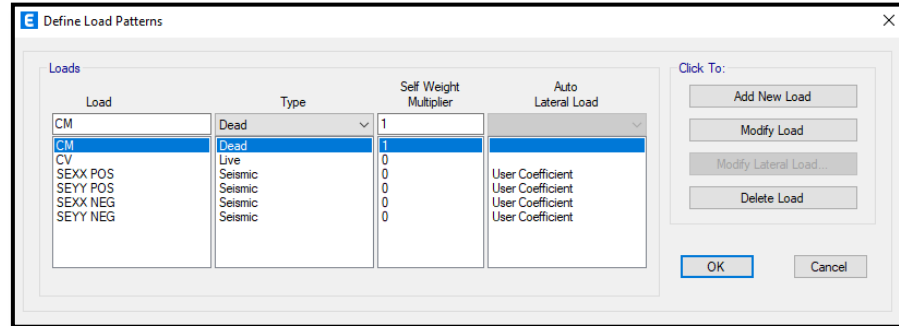 E Define Load Patterns
Loads
Click To:
Load Type Self Weight Multiplier Auto Lateral Load
CM Dead 1
CM Dead 1
CV Live 0
SEXX POS Seismic 0 User Coefficient
SEYY POS Seismic 0 User Coefficient
SEXX NEG Seismic 0 User Coefficient
SEYY NEG Seismic 0 User Coefficient
Add New Load
Modify Load
Modify Lateral Load...
Delete Load
OK Cancel